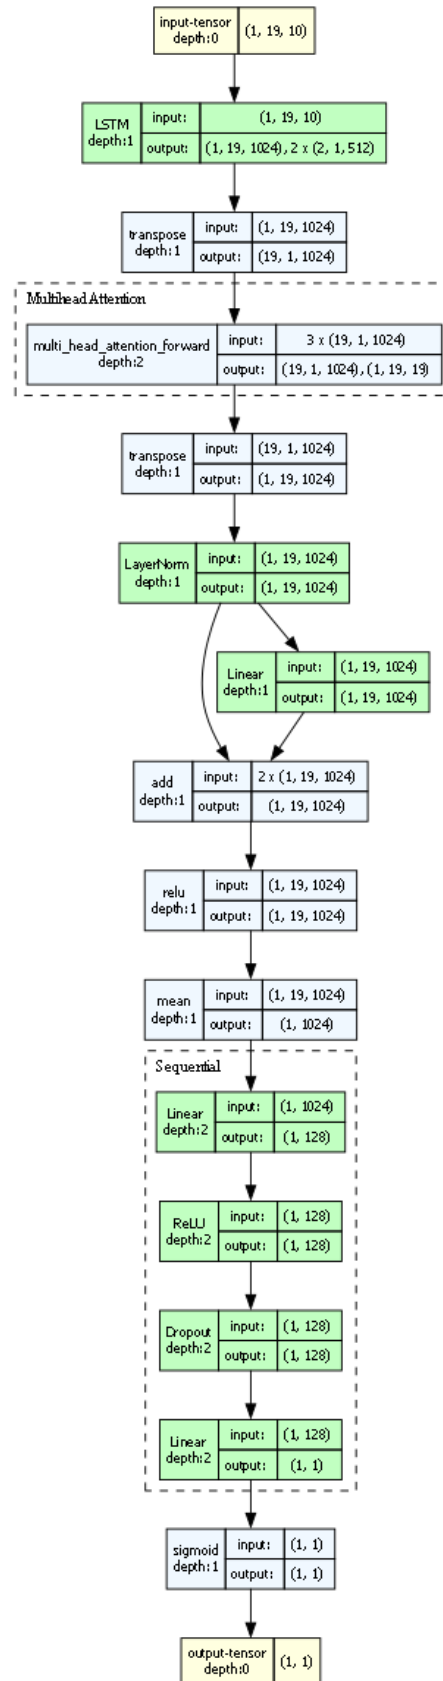 input-tensor
depth:0
(1, 19, 10)
LSTM
depth:1
input:
(1, 19, 10)
output:
(1, 19, 1024), 2 x (2, 1, 512)
transpose
depth:1
input:
(1, 19, 1024)
output:
(19, 1, 1024)
Multihead Attention
multi_head_attention_forward
depth:2
input:
3 x (19, 1, 1024)
output:
(19, 1, 1024), (1, 19, 19)
transpose
depth:1
input:
(19, 1, 1024)
output:
(1, 19, 1024)
LayerNorm
depth:1
input:
(1, 19, 1024)
output:
(1, 19, 1024)
Linear
depth:1
input:
(1, 19, 1024)
output:
(1, 19, 1024)
add
depth:1
input:
2 x (1, 19, 1024)
output:
(1, 19, 1024)
relu
depth:1
input:
(1, 19, 1024)
output:
(1, 19, 1024)
mean
depth:1
input:
(1, 19, 1024)
output:
(1, 1024)
Sequential
Linear
depth:2
input:
(1, 1024)
output:
(1, 128)
ReLU
depth:2
input:
(1, 128)
output:
(1, 128)
Dropout
depth:2
input:
(1, 128)
output:
(1, 128)
Linear
depth:2
input:
(1, 128)
output:
(1, 1)
sigmoid
depth:1
input:
(1, 1)
output:
(1, 1)
output-tensor
depth:0
(1, 1)